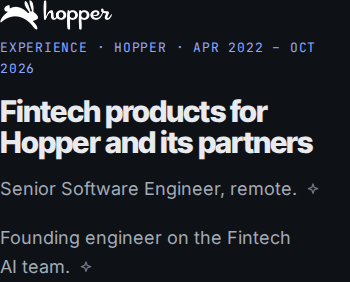 hopper
EXPERIENCE · HOPPER · APR 2022 – OCT
2026
Fintech products for
Hopper and its partners
Senior Software Engineer, remote. ✧
Founding engineer on the Fintech
AI team. ✧